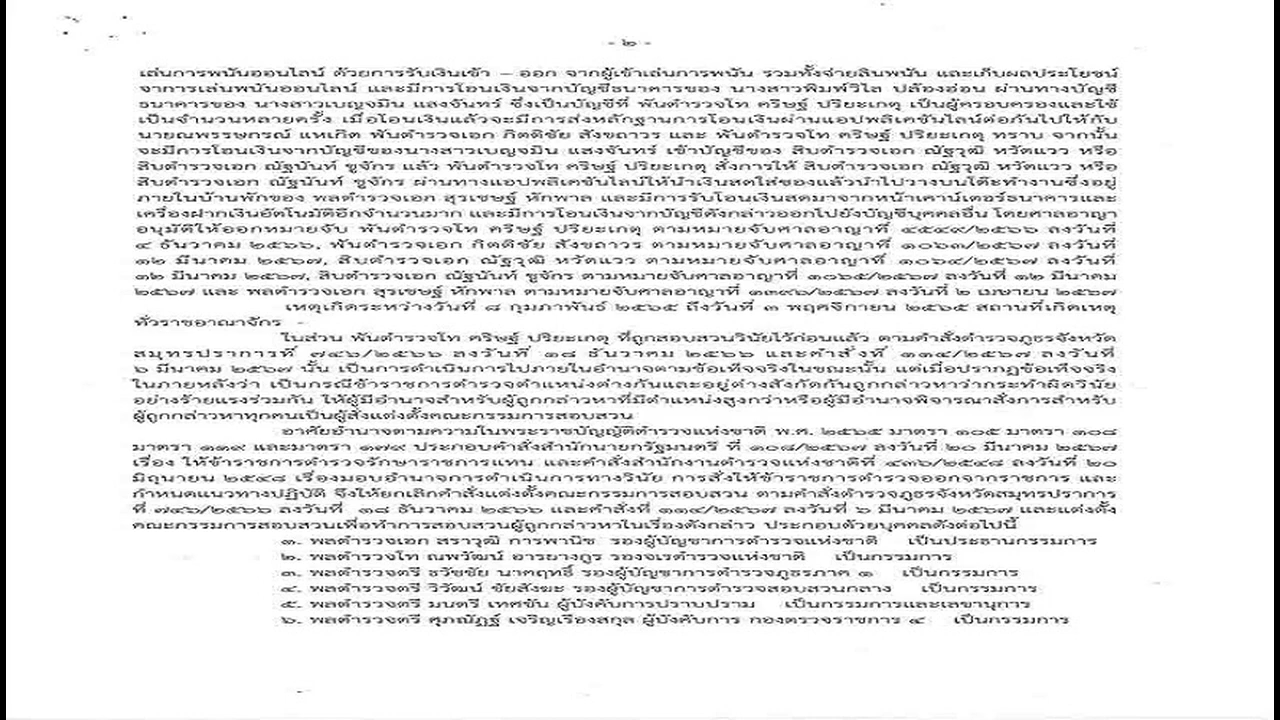 - ๒ -
เล่นการพนันออนไลน์ ด้วยการรับเงินเข้า – ออก จากผู้เข้าเล่นการพนัน รวมทั้งจ่ายสินพนัน และเก็บผลประโยชน์
จาการเล่นพนันออนไลน์ และมีการโอนเงินจากบัญชีธนาคารของ นางสาวพิมพ์วิไล ปล้องอ่อน ผ่านทางบัญชี
ธนาคารของ นางสาวเบญจมิน แสงจันทร์ ซึ่งเป็นบัญชีที่ พันตำรวจโท คริษฐ์ ปริยะเกตุ เป็นผู้ครอบครองและใช้
เป็นจำนวนหลายครั้ง เมื่อโอนเงินแล้วจะมีการส่งหลักฐานการโอนเงินผ่านแอปพลิเคชันไลน์ต่อกันไปให้กับ
นายณพรรษกรณ์ แหเกิต พันตำรวจเอก กิตติชัย สังขถาวร และ พันตำรวจโท คริษฐ์ ปริยะเกตุ ทราบ จากนั้น
จะมีการโอนเงินจากบัญชีของนางสาวเบญจมิน แสงจันทร์ เข้าบัญชีของ สิบตำรวจเอก ณัฐวุฒิ หวัดแวว หรือ
สิบตำรวจเอก ณัฐนันท์ ชูจักร แล้ว พันตำรวจโท คริษฐ์ ปริยะเกตุ สั่งการให้ สิบตำรวจเอก ณัฐวุฒิ หวัดแวว หรือ
สิบตำรวจเอก ณัฐนันท์ ชูจักร ผ่านทางแอปพลิเคชันไลน์ให้นำเงินสดใส่ซองแล้วนำไปวางบนโต๊ะทำงานซึ่งอยู่
ภายในบ้านพักของ พลตำรวจเอก สุรเชษฐ์ หักพาล และมีการรับโอนเงินสดมาจากหน้าเคาน์เตอร์ธนาคารและ
เครื่องฝากเงินอัตโนมัติอีกจำนวนมาก และมีการโอนเงินจากบัญชีดังกล่าวออกไปยังบัญชีบุคคลอื่น โดยศาลอาญา
อนุมัติให้ออกหมายจับ พันตำรวจโท คริษฐ์ ปริยะเกตุ ตามหมายจับศาลอาญาที่ ๔๕๔๙/๒๕๖๖ ลงวันที่
๔ ธันวาคม ๒๕๖๖, พันตำรวจเอก กิตติชัย สังขถาวร ตามหมายจับศาลอาญาที่ ๑๐๖๓/๒๕๖๗ ลงวันที่
๑๒ มีนาคม ๒๕๖๗, สิบตำรวจเอก ณัฐวุฒิ หวัดแวว ตามหมายจับศาลอาญาที่ ๑๐๖๔/๒๕๖๗ ลงวันที่
๑๒ มีนาคม ๒๕๖๗, สิบตำรวจเอก ณัฐนันท์ ชูจักร ตามหมายจับศาลอาญาที่ ๑๐๖๕/๒๕๖๗ ลงวันที่ ๑๒ มีนาคม
๒๕๖๗ และ พลตำรวจเอก สุรเชษฐ์ หักพาล ตามหมายจับศาลอาญาที่ ลงวันที่ ๒ เมษายน ๒๕๖๗
เหตุเกิดระหว่างวันที่ ๘ กุมภาพันธ์ ๒๕๖๕ ถึงวันที่ ๓ พฤศจิกายน ๒๕๖๕ สถานที่เกิดเหตุ
ทั่วราชอาณาจักร
ในส่วน พันตำรวจโท คริษฐ์ ปริยะเกตุ ที่ถูกสอบสวนวินัยไว้ก่อนแล้ว ตามคำสั่งตำรวจภูธรจังหวัด
สมุทรปราการที่ ๗๔๖/๒๕๖๖ ลงวันที่ ๑๘ ธันวาคม ๒๕๖๖ และคำสั่งที่ ๑๑๔/๒๕๖๗ ลงวันที่
๖ มีนาคม ๒๕๖๗ นั้น เป็นการดำเนินการไปภายในอำนาจตามข้อเท็จจริงในขณะนั้น แต่เมื่อปรากฏข้อเท็จจริง
ในภายหลังว่า เป็นกรณีข้าราชการตำรวจตำแหน่งต่างกันและอยู่ต่างสังกัดกันถูกกล่าวหาว่ากระทำผิดวินัย
อย่างร้ายแรงร่วมกัน ให้ผู้มีอำนาจสำหรับผู้ถูกกล่าวหาที่มีตำแหน่งสูงกว่าหรือผู้มีอำนาจพิจารณาสั่งการสำหรับ
ผู้ถูกกล่าวหาทุกคนเป็นผู้สั่งแต่งตั้งคณะกรรมการสอบสวน
อาศัยอำนาจตามความในพระราชบัญญัติตำรวจแห่งชาติ พ.ศ. ๒๕๖๕ มาตรา ๑๐๕ มาตรา ๑๐๘
มาตรา ๑๑๙ และมาตรา ๑๗๙ ประกอบคำสั่งสำนักนายกรัฐมนตรี ที่ ๑๐๘/๒๕๖๗ ลงวันที่ ๒๐ มีนาคม ๒๕๖๗
เรื่อง ให้ข้าราชการตำรวจรักษาราชการแทน และคำสั่งสำนักงานตำรวจแห่งชาติที่ ๔๓๖/๒๕๔๘ ลงวันที่ ๒๐
มิถุนายน ๒๕๔๘ เรื่องมอบอำนาจการดำเนินการทางวินัย การสั่งให้ข้าราชการตำรวจออกจากราชการ และ
กำหนดแนวทางปฏิบัติ จึงให้ยกเลิกคำสั่งแต่งตั้งคณะกรรมการสอบสวน ตามคำสั่งตำรวจภูธรจังหวัดสมุทรปราการ
ที่ ๗๔๖/๒๕๖๖ ลงวันที่ ๑๘ ธันวาคม ๒๕๖๖ และคำสั่งที่ ๑๑๔/๒๕๖๗ ลงวันที่ ๖ มีนาคม ๒๕๖๗ และแต่งตั้ง
คณะกรรมการสอบสวนเพื่อทำการสอบสวนผู้ถูกกล่าวหาในเรื่องดังกล่าว ประกอบด้วยบุคคลดังต่อไปนี้
๑. พลตำรวจเอก สราวุฒิ การพานิช รองผู้บัญชาการตำรวจแห่งชาติ เป็นประธานกรรมการ
๒. พลตำรวจโท ณพวัฒน์ อารยางกูร รองจเรตำรวจแห่งชาติ เป็นกรรมการ
๓. พลตำรวจตรี ธวัชชัย นาคฤทธิ์ รองผู้บัญชาการตำรวจภูธรภาค ๑ เป็นกรรมการ
๔. พลตำรวจตรี วิวัฒน์ ชัยสังฆะ รองผู้บัญชาการตำรวจสอบสวนกลาง เป็นกรรมการ
๕. พลตำรวจตรี มนตรี เทศขัน ผู้บังคับการปราบปราม เป็นกรรมการและเลขานุการ
๖. พลตำรวจตรี ศุภณัฏฐ์ เจริญเรืองสกุล ผู้บังคับการ กองตรวจราชการ ๔ เป็นกรรมการ